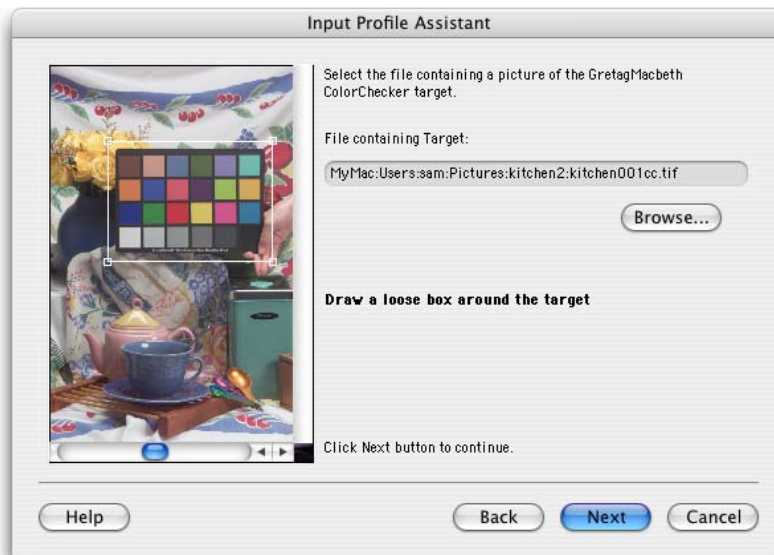 Input Profile Assistant
Select the file containing a picture of the GretagMacbeth
ColorChecker target.
File containing Target:
MyMac:Users:sam:Pictures:kitchen2:kitchen001cc.tif
Browse...
Draw a loose box around the target
Click Next button to continue.
Help
Back
Next
Cancel